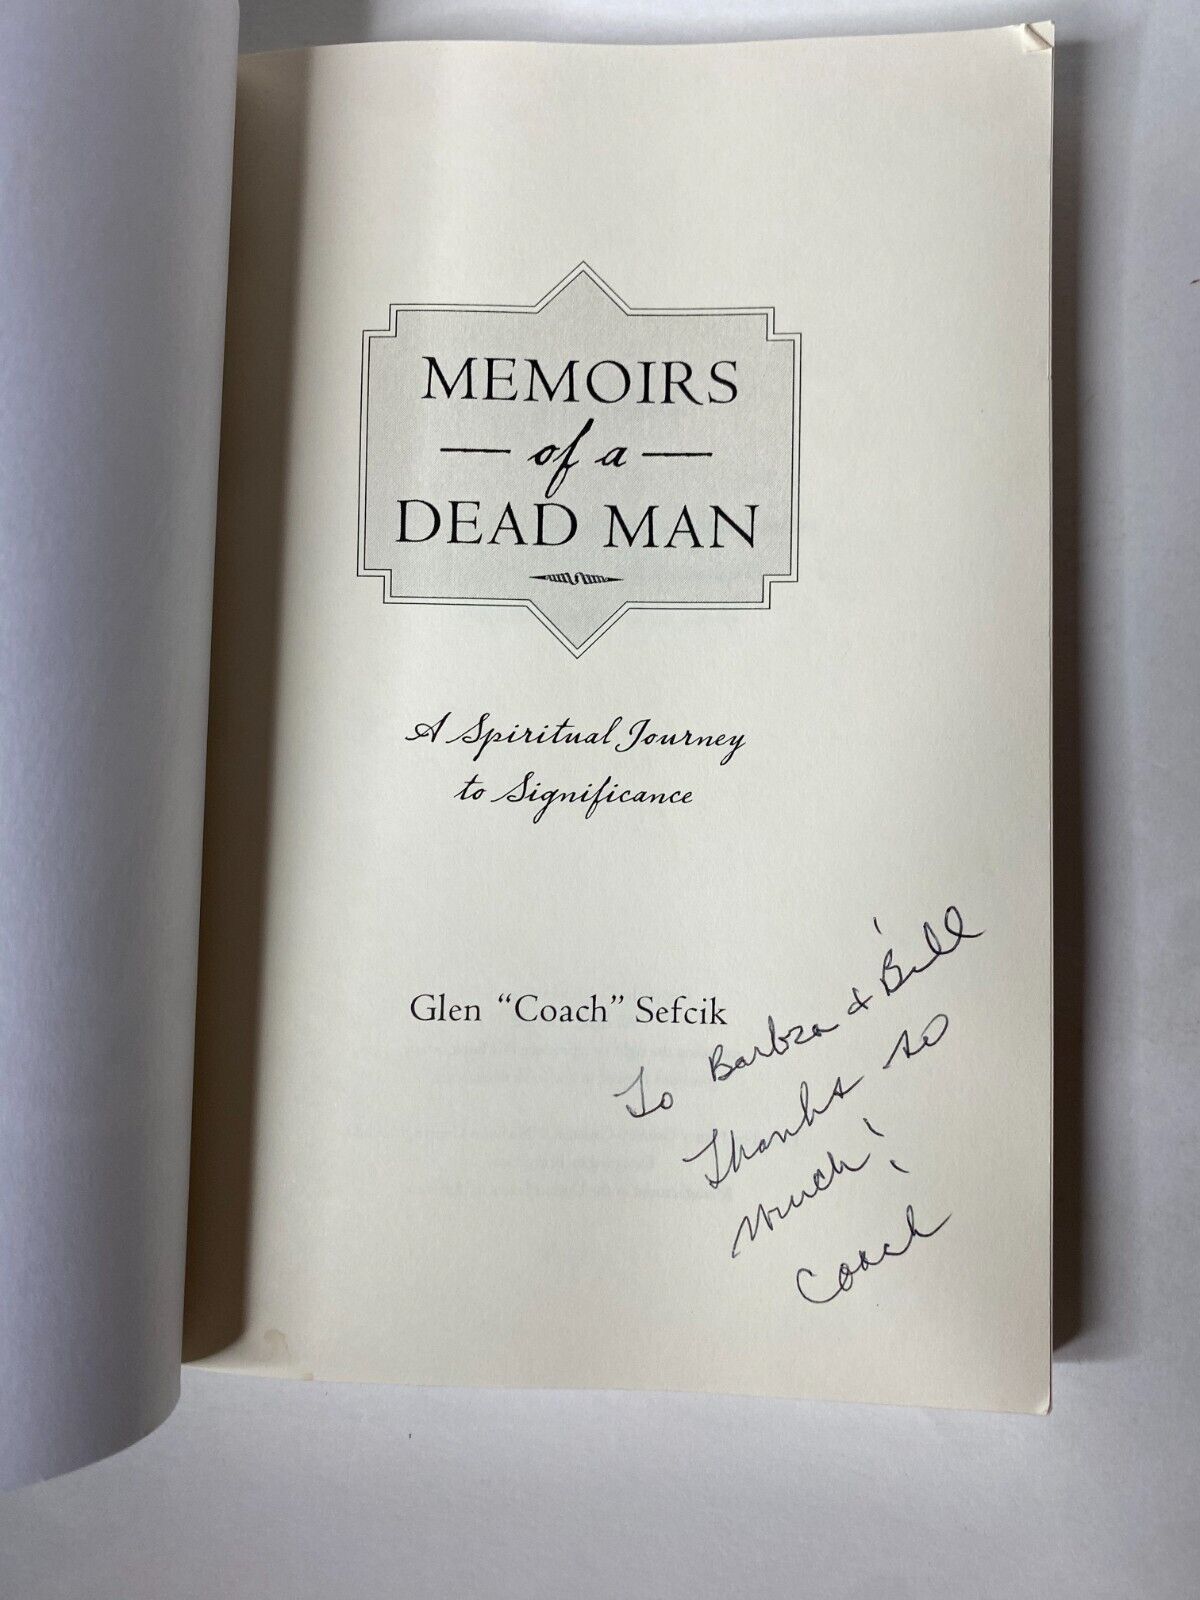 MEMOIRS
of a
DEAD MAN
A Spiritual Journey
to Significance
Glen “Coach” Sefcik
To Barbra & Bill
Thanks so
Much!
Coach